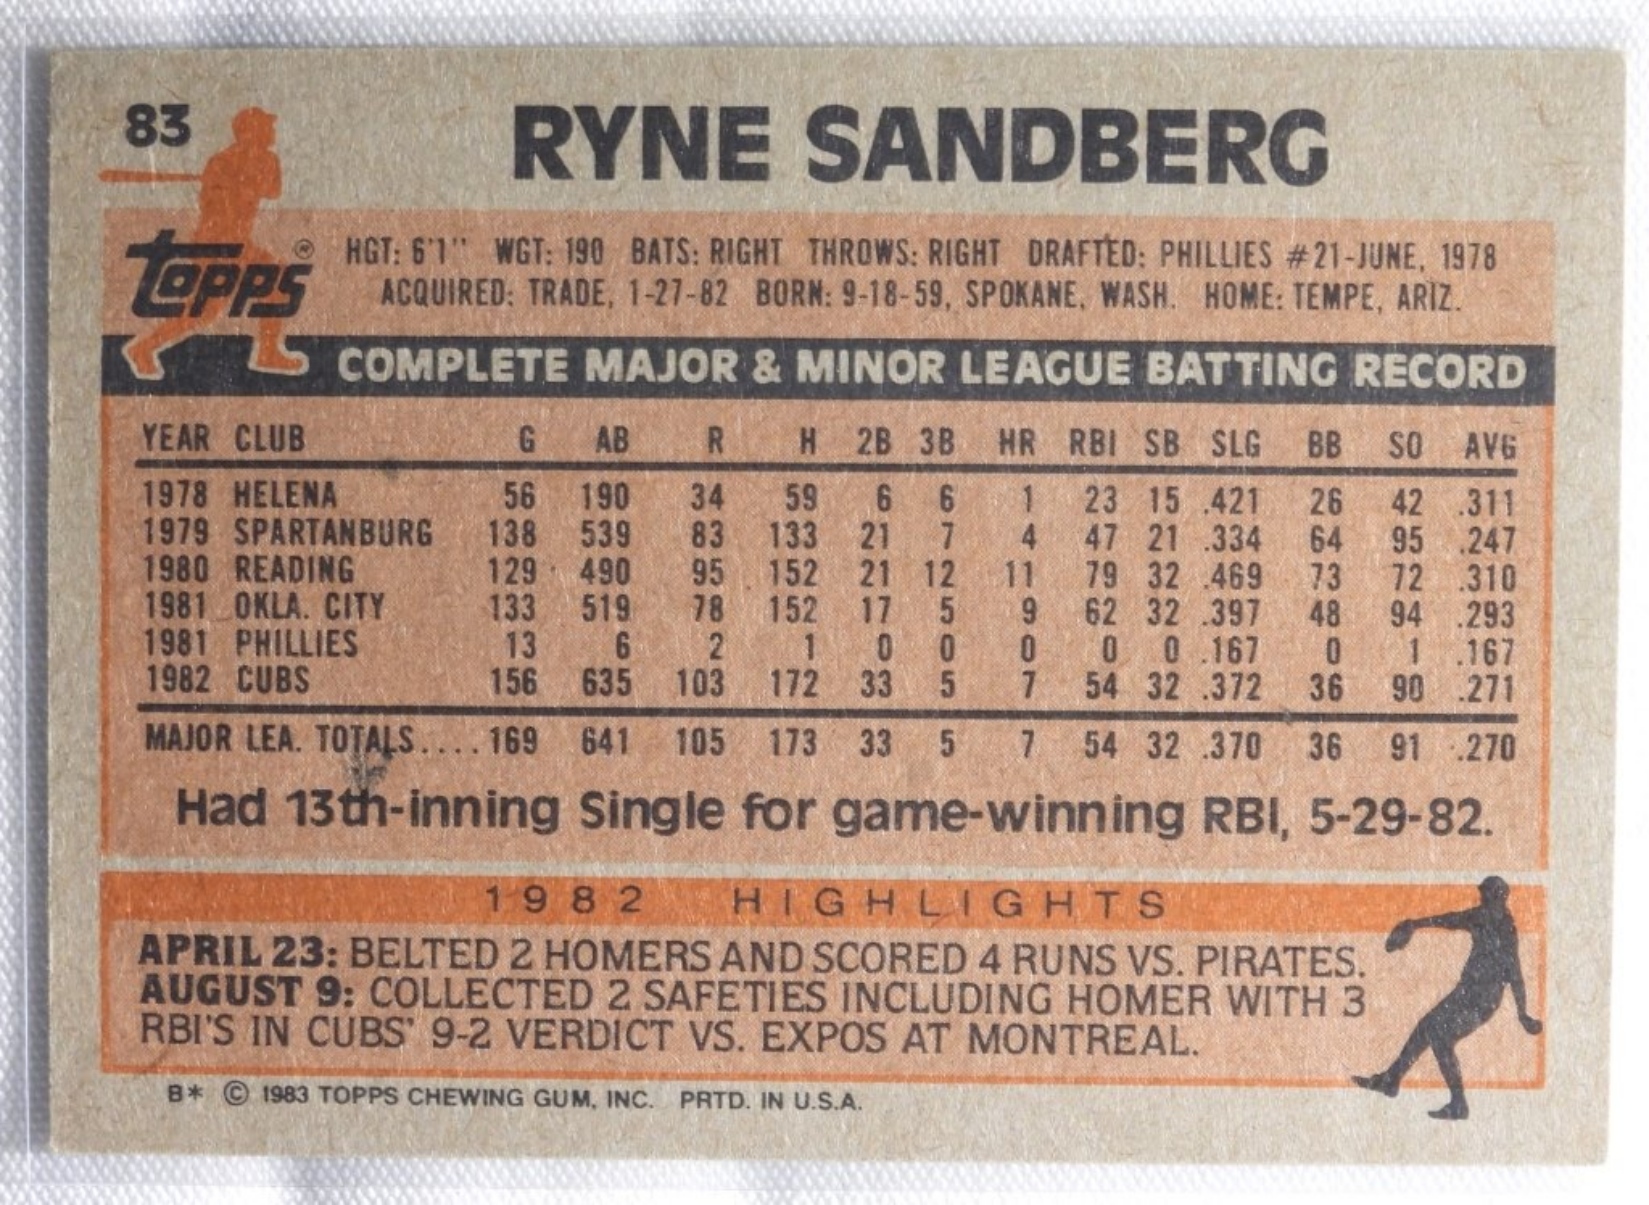 83
RYNE SANDBERG
Topps®
HGT: 6'1" WGT: 190 BATS: RIGHT THROWS: RIGHT DRAFTED: PHILLIES #21-JUNE, 1978
ACQUIRED: TRADE, 1-27-82 BORN: 9-18-59, SPOKANE, WASH. HOME: TEMPE, ARIZ.
COMPLETE MAJOR & MINOR LEAGUE BATTING RECORD
YEAR CLUB G AB R H 2B 3B HR RBI SB SLG BB SO AVG
1978 HELENA 56 190 34 59 6 6 1 23 15 .421 26 42 .311
1979 SPARTANBURG 138 539 83 133 21 7 4 47 21 .334 64 95 .247
1980 READING 129 490 95 152 21 12 11 79 32 .469 73 72 .310
1981 OKLA. CITY 133 519 78 152 17 5 9 62 32 .397 48 94 .293
1981 PHILLIES 13 6 2 1 0 0 0 0 0 .167 0 1 .167
1982 CUBS 156 635 103 172 33 5 7 54 32 .372 36 90 .271
MAJOR LEA. TOTALS.... 169 641 105 173 33 5 7 54 32 .370 36 91 .270
Had 13th-inning Single for game-winning RBI, 5-29-82.
1982 HIGHLIGHTS
APRIL 23: BELTED 2 HOMERS AND SCORED 4 RUNS VS. PIRATES.
AUGUST 9: COLLECTED 2 SAFETIES INCLUDING HOMER WITH 3
RBI'S IN CUBS' 9-2 VERDICT VS. EXPOS AT MONTREAL.
B* © 1983 TOPPS CHEWING GUM, INC. PRTD. IN U.S.A.